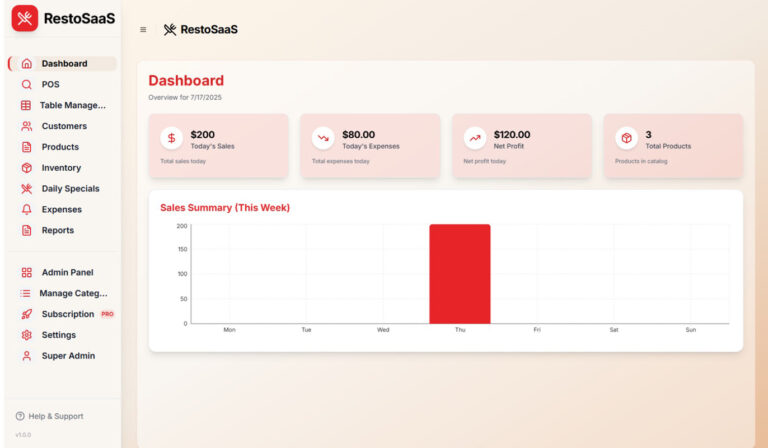 RestoSaaS
Dashboard
POS
Table Manage...
Customers
Products
Inventory
Daily Specials
Expenses
Reports
Admin Panel
Manage Categ...
Subscription PRO
Settings
Super Admin
Help & Support
v1.0.0
RestoSaaS
Dashboard
Overview for 7/17/2025
$200
Today's Sales
Total sales today
$80.00
Today's Expenses
Total expenses today
$120.00
Net Profit
Net profit today
3
Total Products
Products in catalog
Sales Summary (This Week)
200
150
100
50
0
Mon Tue Wed Thu Fri Sat Sun